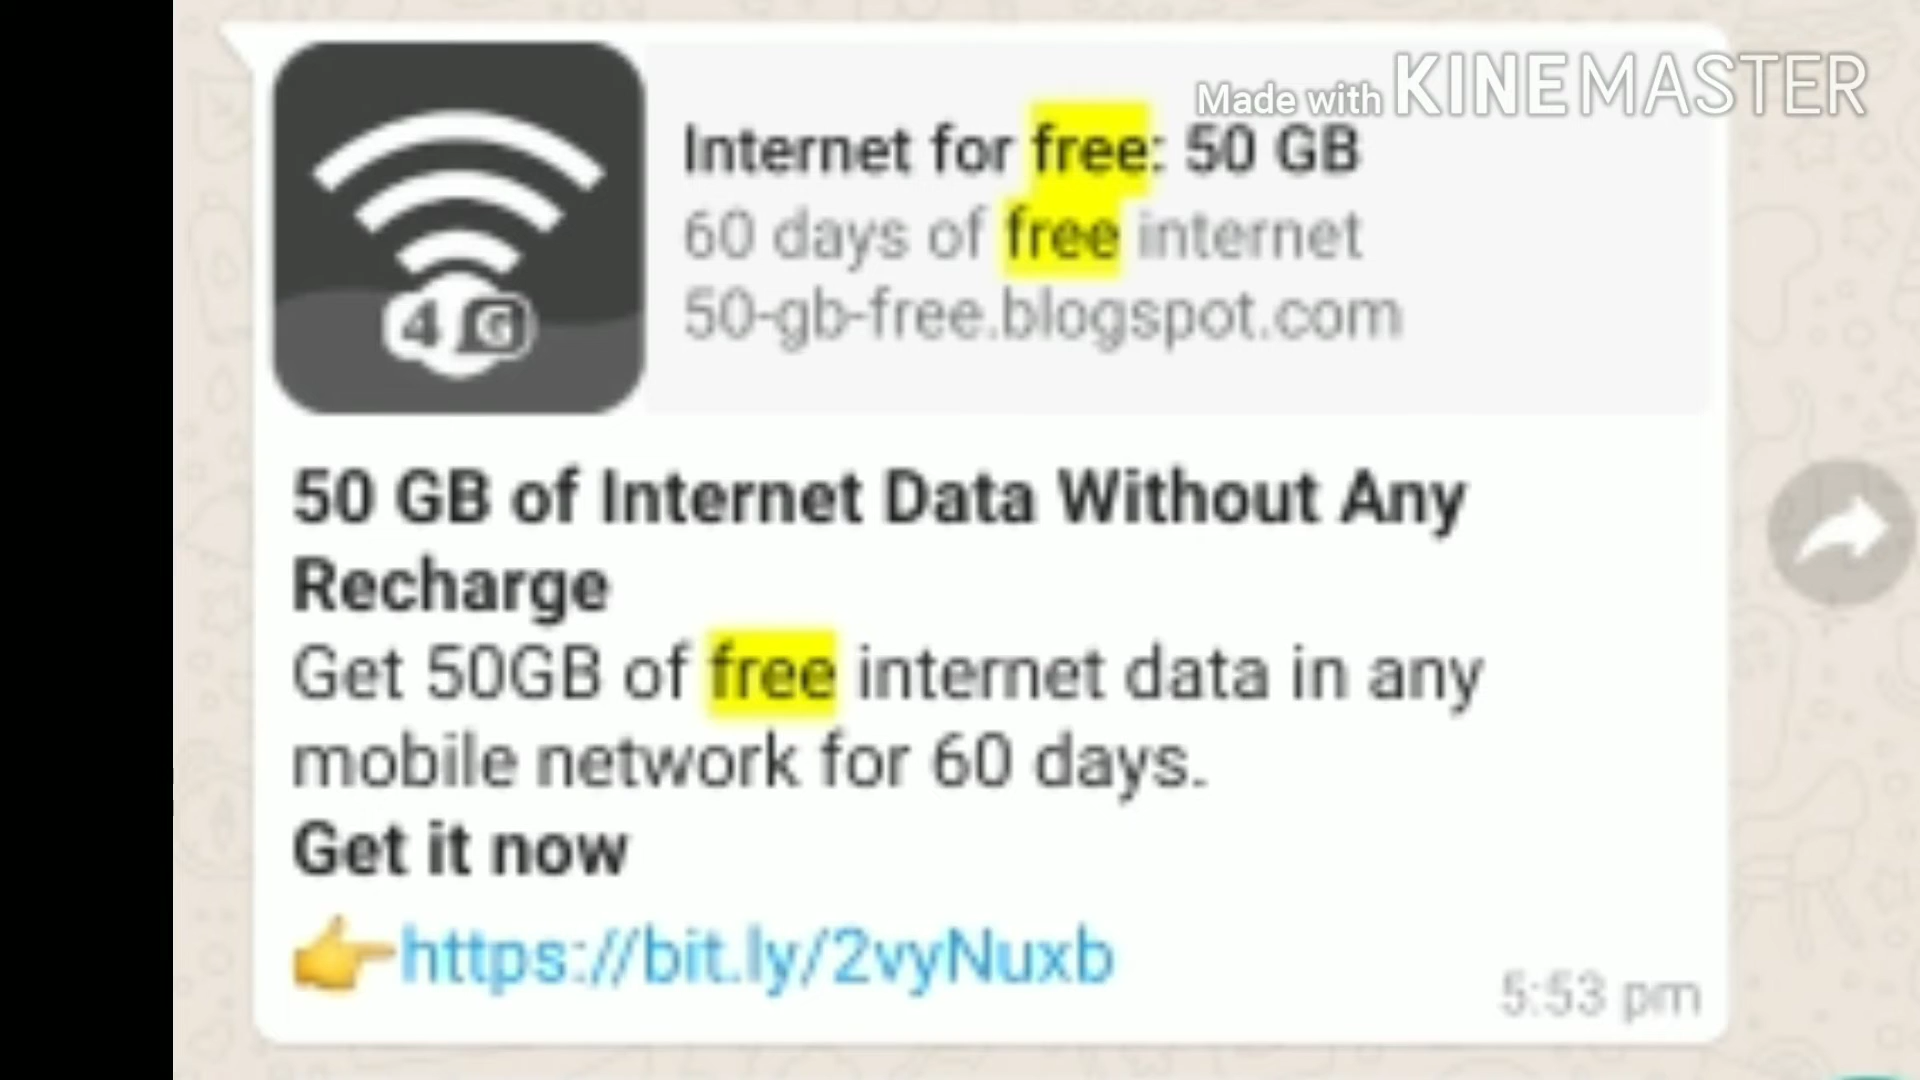 Made with KINEMASTER
Internet for free: 50 GB
60 days of free internet
50-gb-free.blogspot.com
4G
50 GB of Internet Data Without Any
Recharge
Get 50GB of free internet data in any
mobile network for 60 days.
Get it now
👉https://bit.ly/2vyNuxb
5:53 pm